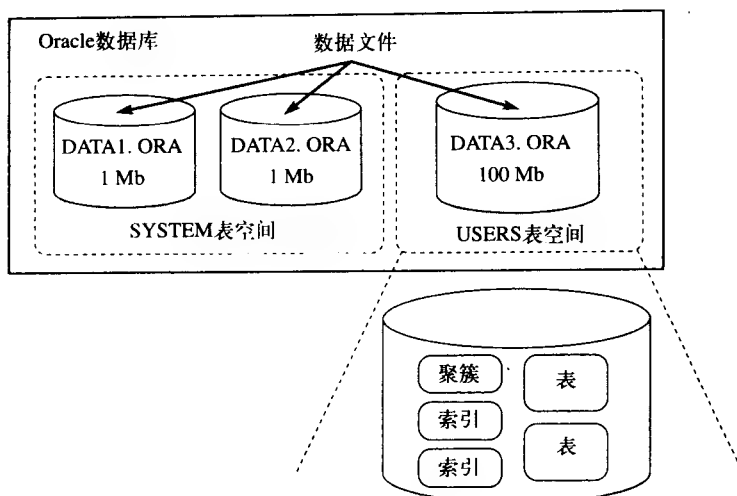 Oracle数据库
数据文件
DATA1. ORA
1 Mb
DATA2. ORA
1 Mb
DATA3. ORA
100 Mb
SYSTEM表空间
USERS表空间
聚簇
表
索引
表
索引